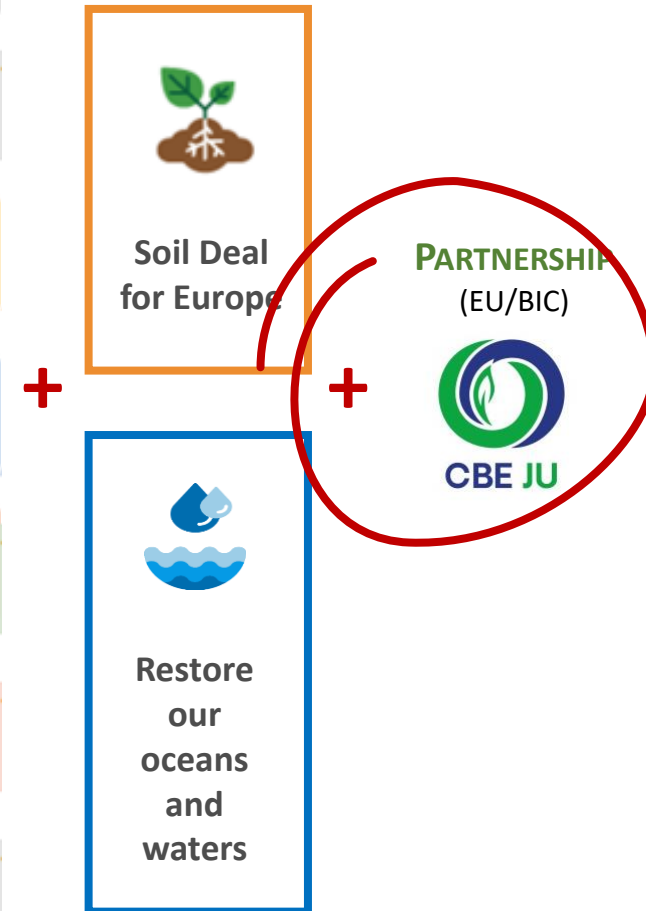 Soil Deal
for Europe
+
+
PARTNERSHIP
(EU/BIC)
CBE JU
Restore
our
oceans
and
waters